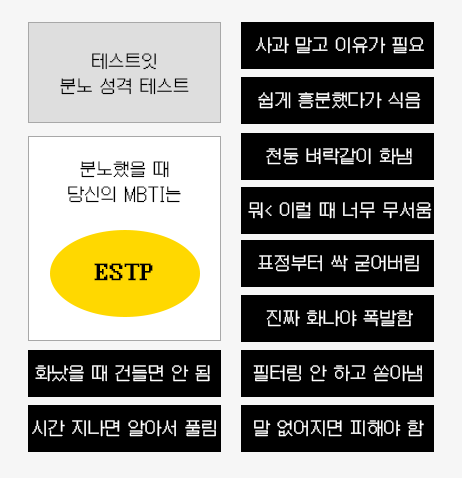 테스트잇
분노 성격 테스트
분노했을 때
당신의 MBTI는
ESTP
화났을 때 건들면 안 됨
시간 지나면 알아서 풀림
사과 말고 이유가 필요
쉽게 흥분했다가 식음
천둥 벼락같이 화냄
뭐< 이럴 때 너무 무서움
표정부터 싹 굳어버림
진짜 화나야 폭발함
필터링 안 하고 쏟아냄
말 없어지면 피해야 함